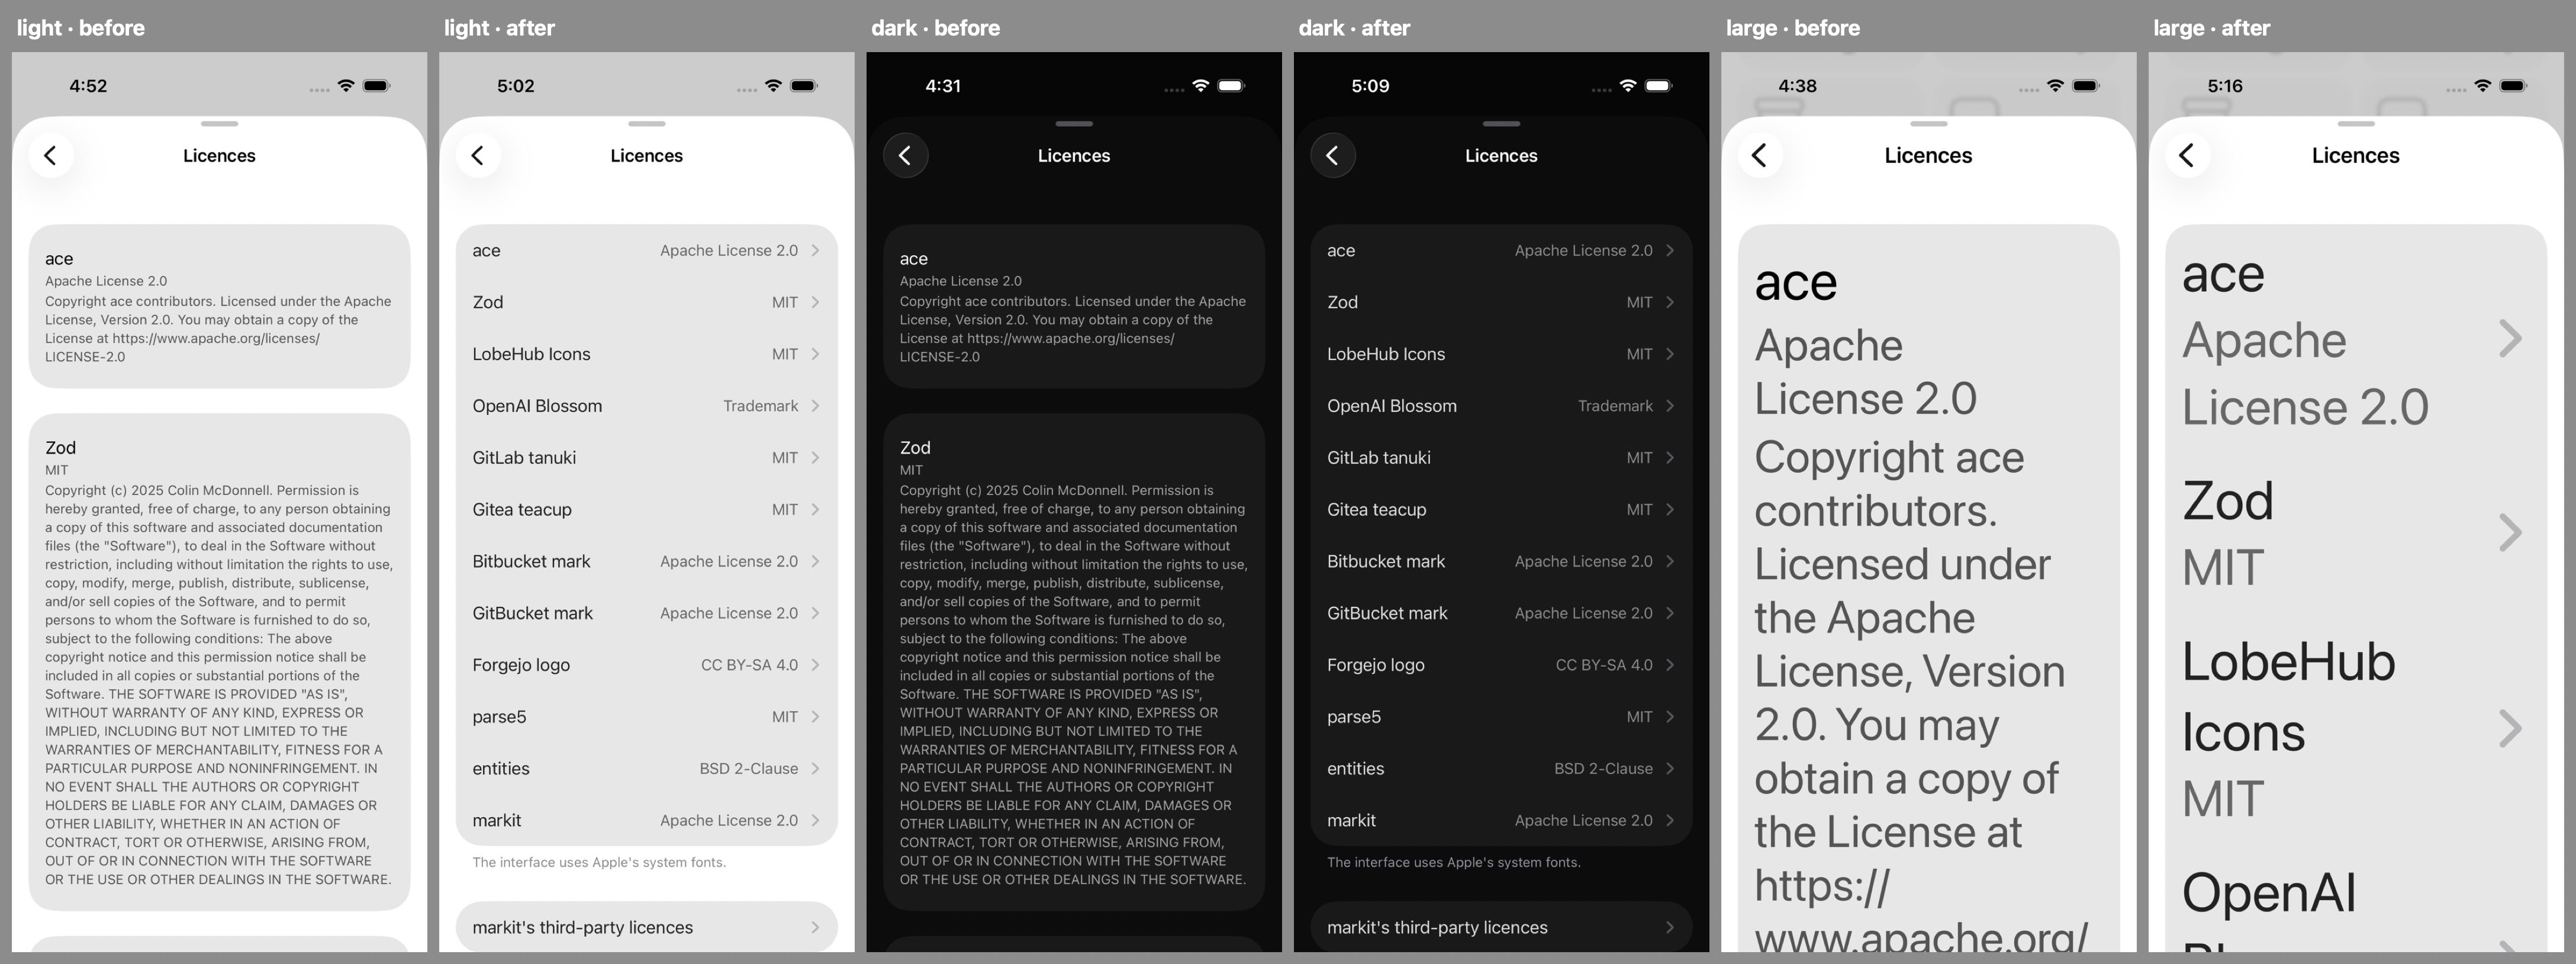 light · before
4:52
Licences
ace
Apache License 2.0
Copyright ace contributors. Licensed under the Apache
License, Version 2.0. You may obtain a copy of the
License at https://www.apache.org/licenses/
LICENSE-2.0
Zod
MIT
Copyright (c) 2025 Colin McDonnell. Permission is
hereby granted, free of charge, to any person obtaining
a copy of this software and associated documentation
files (the "Software"), to deal in the Software without
restriction, including without limitation the rights to use,
copy, modify, merge, publish, distribute, sublicense,
and/or sell copies of the Software, and to permit
persons to whom the Software is furnished to do so,
subject to the following conditions: The above
copyright notice and this permission notice shall be
included in all copies or substantial portions of the
Software. THE SOFTWARE IS PROVIDED "AS IS",
WITHOUT WARRANTY OF ANY KIND, EXPRESS OR
IMPLIED, INCLUDING BUT NOT LIMITED TO THE
WARRANTIES OF MERCHANTABILITY, FITNESS FOR A
PARTICULAR PURPOSE AND NONINFRINGEMENT. IN
NO EVENT SHALL THE AUTHORS OR COPYRIGHT
HOLDERS BE LIABLE FOR ANY CLAIM, DAMAGES OR
OTHER LIABILITY, WHETHER IN AN ACTION OF
CONTRACT, TORT OR OTHERWISE, ARISING FROM,
OUT OF OR IN CONNECTION WITH THE SOFTWARE
OR THE USE OR OTHER DEALINGS IN THE SOFTWARE.
light · after
5:02
Licences
ace Apache License 2.0
Zod MIT
LobeHub Icons MIT
OpenAI Blossom Trademark
GitLab tanuki MIT
Gitea teacup MIT
Bitbucket mark Apache License 2.0
GitBucket mark Apache License 2.0
Forgejo logo CC BY-SA 4.0
parse5 MIT
entities BSD 2-Clause
markit Apache License 2.0
The interface uses Apple's system fonts.
markit's third-party licences
dark · before
4:31
Licences
ace
Apache License 2.0
Copyright ace contributors. Licensed under the Apache
License, Version 2.0. You may obtain a copy of the
License at https://www.apache.org/licenses/
LICENSE-2.0
Zod
MIT
Copyright (c) 2025 Colin McDonnell. Permission is
hereby granted, free of charge, to any person obtaining
a copy of this software and associated documentation
files (the "Software"), to deal in the Software without
restriction, including without limitation the rights to use,
copy, modify, merge, publish, distribute, sublicense,
and/or sell copies of the Software, and to permit
persons to whom the Software is furnished to do so,
subject to the following conditions: The above
copyright notice and this permission notice shall be
included in all copies or substantial portions of the
Software. THE SOFTWARE IS PROVIDED "AS IS",
WITHOUT WARRANTY OF ANY KIND, EXPRESS OR
IMPLIED, INCLUDING BUT NOT LIMITED TO THE
WARRANTIES OF MERCHANTABILITY, FITNESS FOR A
PARTICULAR PURPOSE AND NONINFRINGEMENT. IN
NO EVENT SHALL THE AUTHORS OR COPYRIGHT
HOLDERS BE LIABLE FOR ANY CLAIM, DAMAGES OR
OTHER LIABILITY, WHETHER IN AN ACTION OF
CONTRACT, TORT OR OTHERWISE, ARISING FROM,
OUT OF OR IN CONNECTION WITH THE SOFTWARE
OR THE USE OR OTHER DEALINGS IN THE SOFTWARE.
dark · after
5:09
Licences
ace Apache License 2.0
Zod MIT
LobeHub Icons MIT
OpenAI Blossom Trademark
GitLab tanuki MIT
Gitea teacup MIT
Bitbucket mark Apache License 2.0
GitBucket mark Apache License 2.0
Forgejo logo CC BY-SA 4.0
parse5 MIT
entities BSD 2-Clause
markit Apache License 2.0
The interface uses Apple's system fonts.
markit's third-party licences
large · before
4:38
Licences
ace
Apache
License 2.0
Copyright ace
contributors.
Licensed under
the Apache
License, Version
2.0. You may
obtain a copy of
the License at
https://
www.apache.org/
large · after
5:16
Licences
ace
Apache
License 2.0
Zod
MIT
LobeHub
Icons
MIT
OpenAI